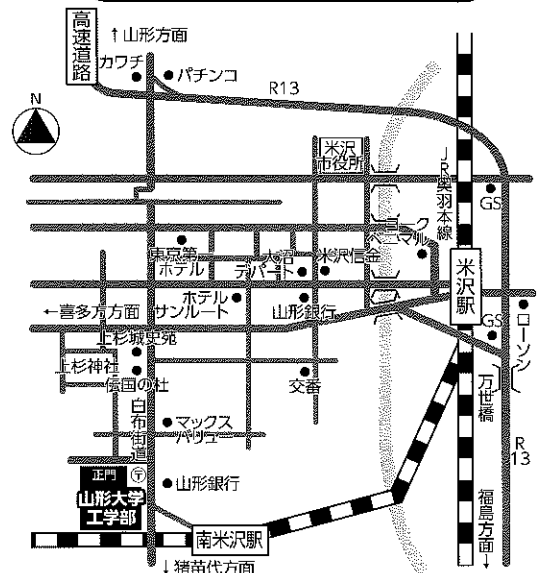 高速道路
↑山形方面
カワチ
パチンコ
R13
N
米沢
市役所
JR奥羽本線
GS
ヨーク
ベニマル
東京第一
ホテル
大沼
デパート
米沢信金
米沢駅
←喜多方方面
ホテル
サンルート
山形銀行
GS
ローソン
上杉城史苑
上杉神社
伝国の杜
交番
万世橋
白布街道
マックス
バリュー
R13
正門
〒
山形大学
工学部
山形銀行
南米沢駅
福島方面→
↓猪苗代方面